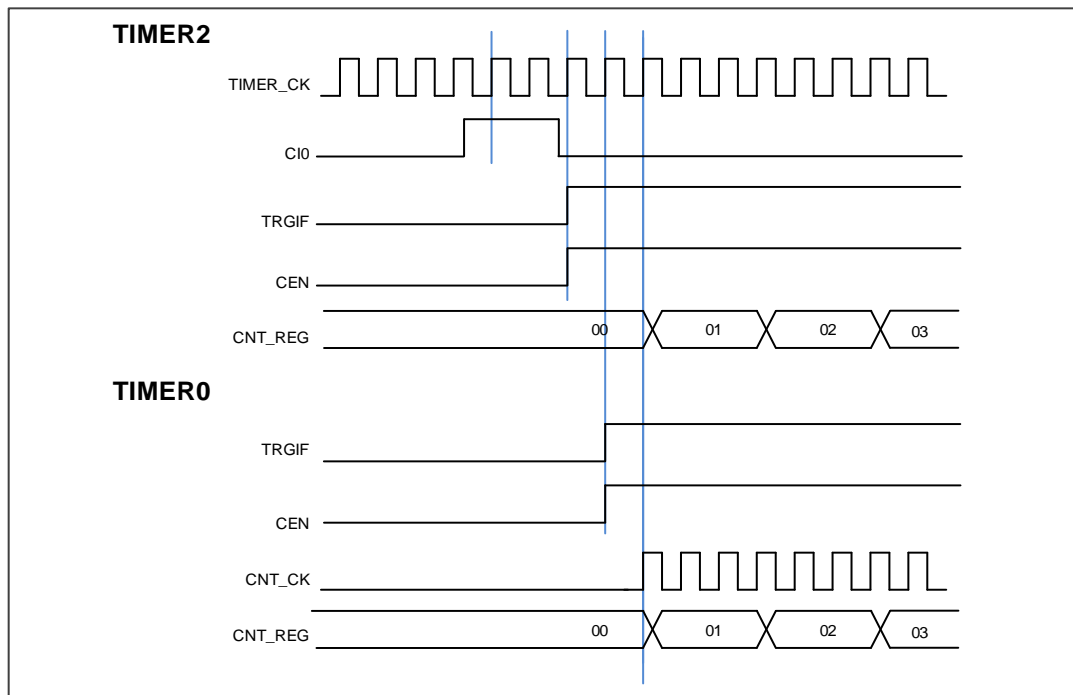 TIMER2
TIMER_CK
CI0
TRGIF
CEN
CNT_REG 00 01 02 03
TIMER0
TRGIF
CEN
CNT_CK
CNT_REG 00 01 02 03